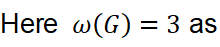 Here 𝜔(𝐺) = 3 as